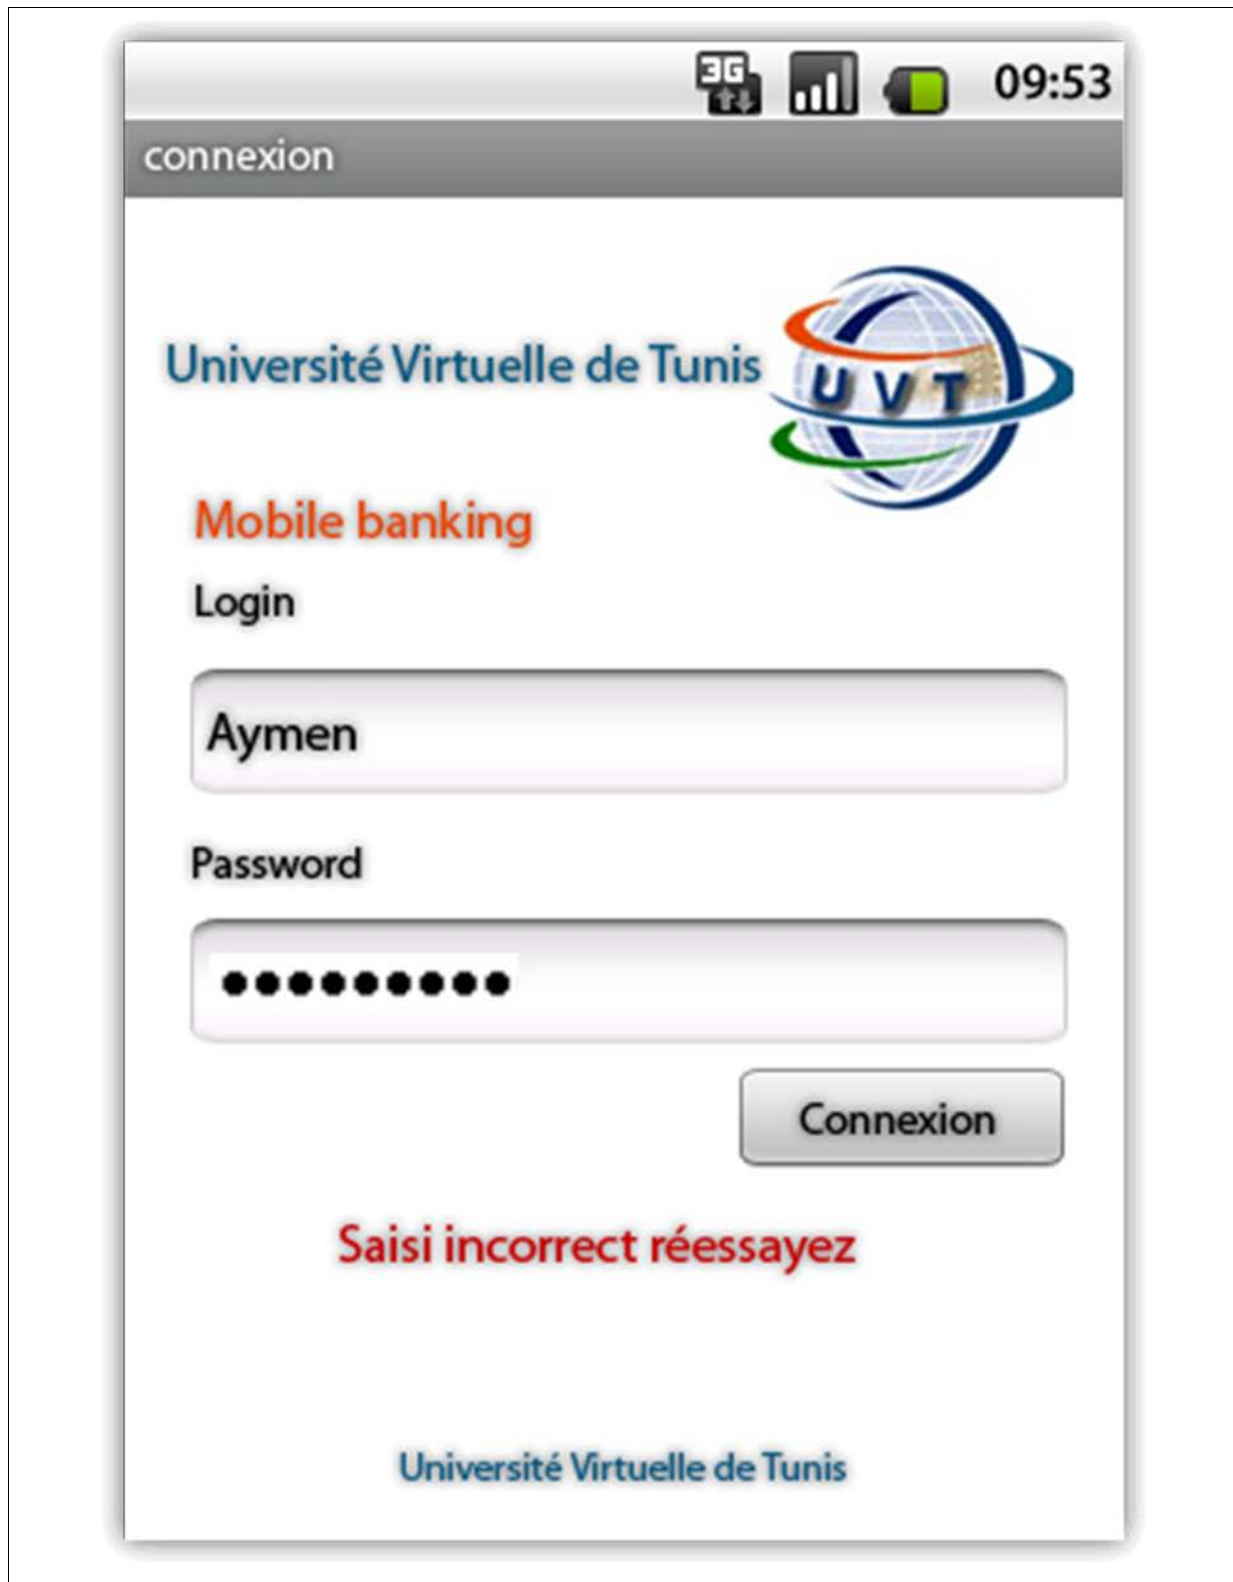 3G 09:53
connexion
Université Virtuelle de Tunis
UVT
Mobile banking
Login
Aymen
Password
●●●●●●●●●
Connexion
Saisi incorrect réessayez
Université Virtuelle de Tunis